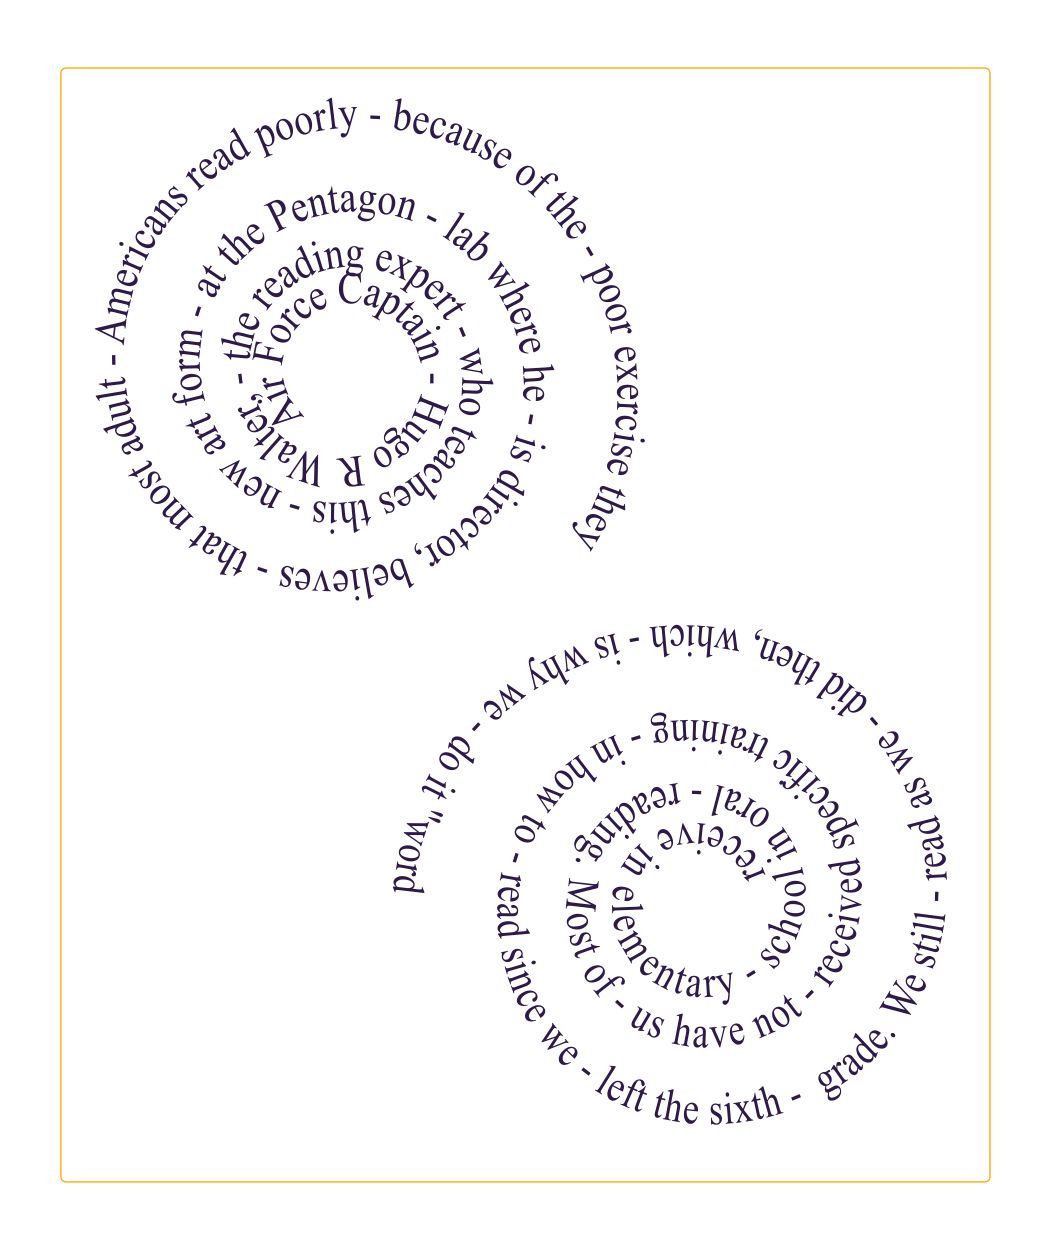 Air Force Captain - Hugo R Walter, - the reading expert - who teaches this - new art form - at the Pentagon - lab where he - is director, believes - that most adult - Americans read poorly - because of the - poor exercise they
receive in elementary - school in oral - reading. Most of - us have not - received specific training - in how to - read since we - left the sixth - grade. We still - read as we - did then, which - is why we - do it "word